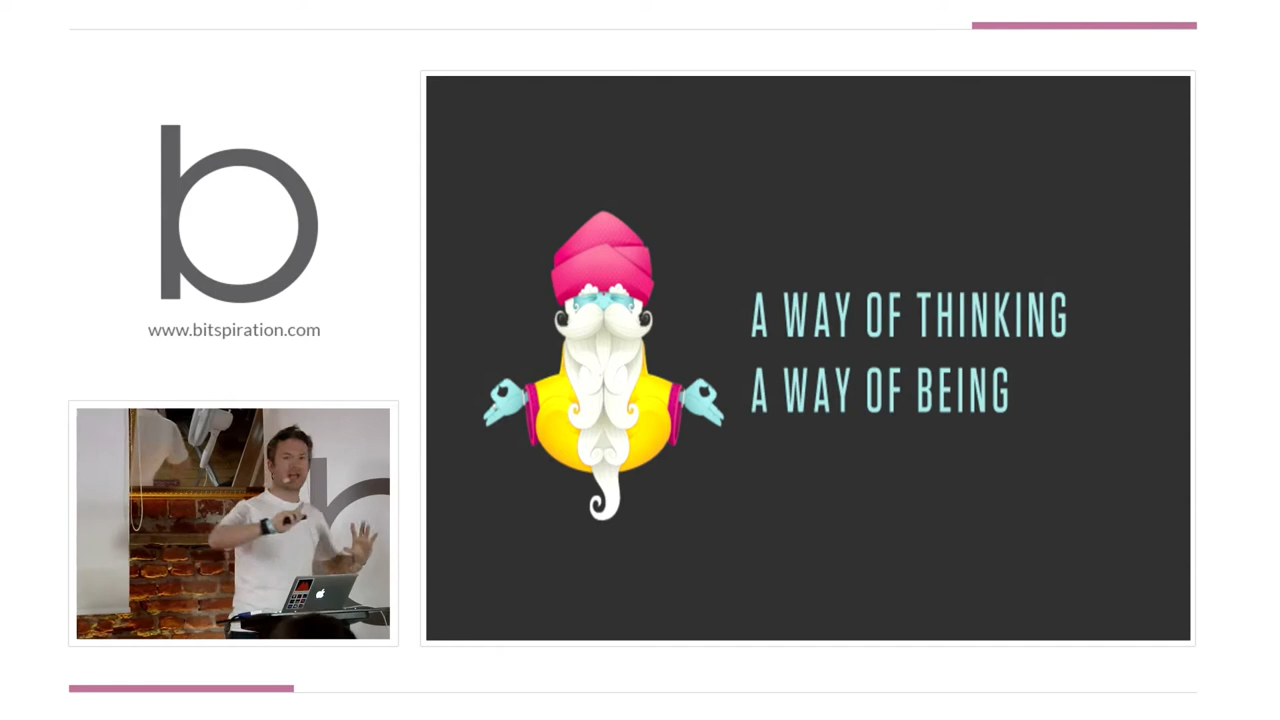 b
www.bitspiration.com
A WAY OF THINKING
A WAY OF BEING
b